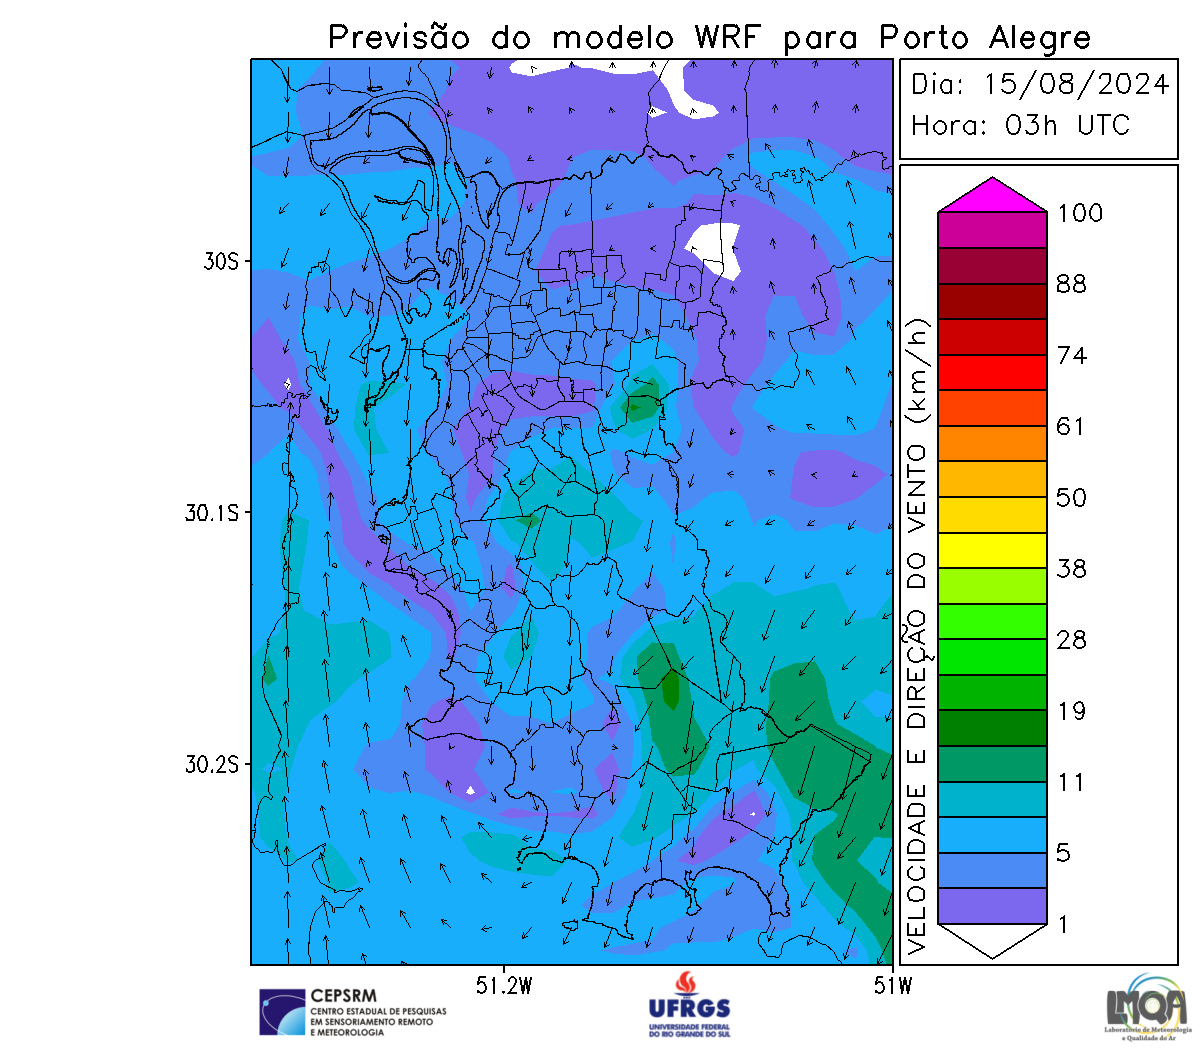 Previsão do modelo WRF para Porto Alegre
Dia: 15/08/2024
Hora: 03h UTC
VELOCIDADE E DIREÇÃO DO VENTO (km/h)
100
88
74
61
50
38
28
19
11
5
1
30S
30.1S
30.2S
51.2W
51W
CEPSRM
CENTRO ESTADUAL DE PESQUISAS
EM SENSORIAMENTO REMOTO
E METEOROLOGIA
UFRGS
UNIVERSIDADE FEDERAL
DO RIO GRANDE DO SUL
LMQA
Laboratório de Meteorologia
e Qualidade do Ar